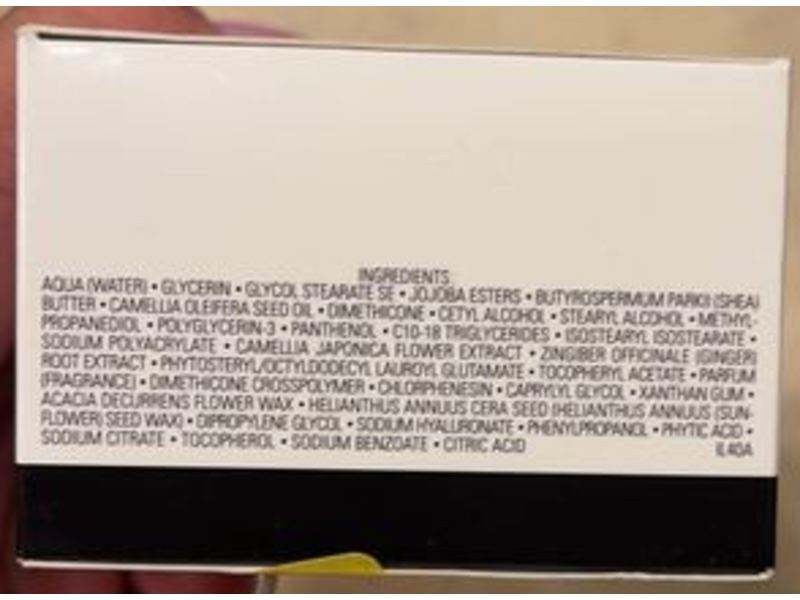 INGREDIENTS:
AQUA (WATER) • GLYCERIN • GLYCOL STEARATE SE • JOJOBA ESTERS • BUTYROSPERMUM PARKII (SHEA)
BUTTER • CAMELLIA OLEIFERA SEED OIL • DIMETHICONE • CETYL ALCOHOL • STEARYL ALCOHOL • METHYL-
PROPANEDIOL • POLYGLYCERIN-3 • PANTHENOL • C10-18 TRIGLYCERIDES • ISOSTEARYL ISOSTEARATE •
SODIUM POLYACRYLATE • CAMELLIA JAPONICA FLOWER EXTRACT • ZINGIBER OFFICINALE (GINGER)
ROOT EXTRACT • PHYTOSTERYL/OCTYLDODECYL LAUROYL GLUTAMATE • TOCOPHERYL ACETATE • PARFUM
(FRAGRANCE) • DIMETHICONE CROSSPOLYMER • CHLORPHENESIN • CAPRYLYL GLYCOL • XANTHAN GUM •
ACACIA DECURRENS FLOWER WAX • HELIANTHUS ANNUUS CERA SEED (HELIANTHUS ANNUUS (SUN-
FLOWER) SEED WAX) • DIPROPYLENE GLYCOL • SODIUM HYALURONATE • PHENYLPROPANOL • PHYTIC ACID •
SODIUM CITRATE • TOCOPHEROL • SODIUM BENZOATE • CITRIC ACID IL40A